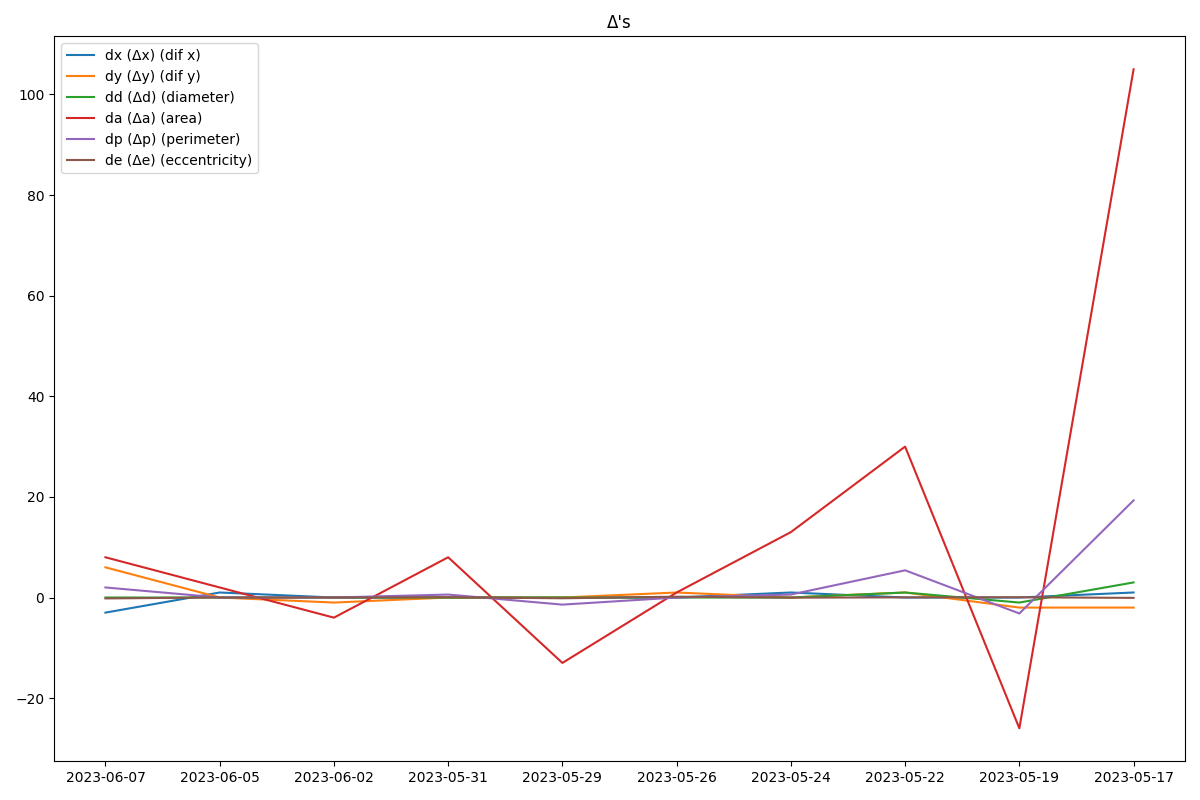 Δ's
dx (Δx) (dif x)
dy (Δy) (dif y)
dd (Δd) (diameter)
da (Δa) (area)
dp (Δp) (perimeter)
de (Δe) (eccentricity)
100
80
60
40
20
0
−20
2023-06-07 2023-06-05 2023-06-02 2023-05-31 2023-05-29 2023-05-26 2023-05-24 2023-05-22 2023-05-19 2023-05-17